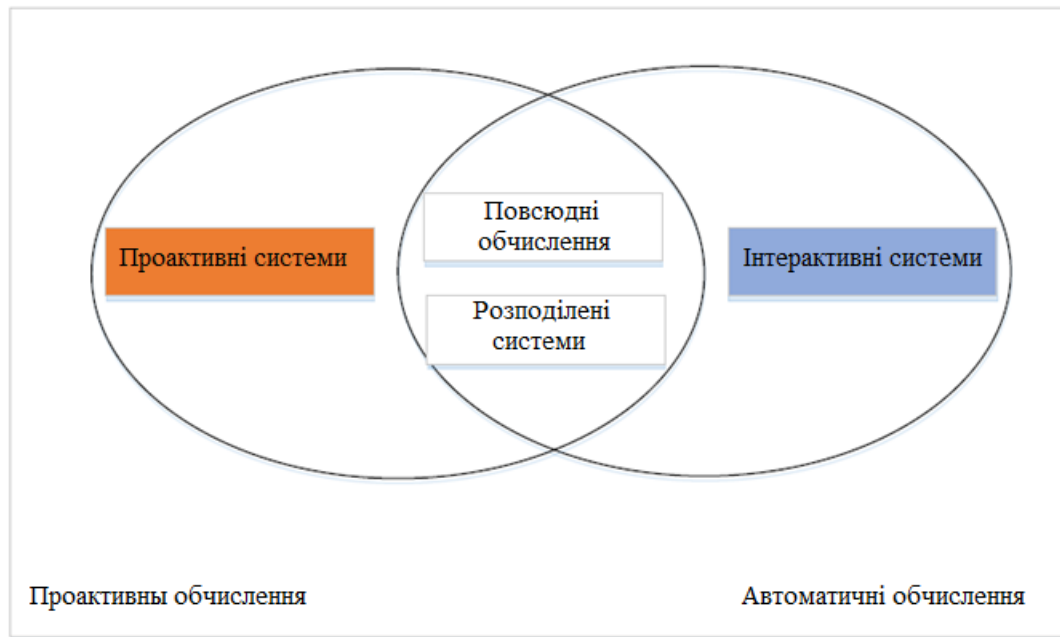 Повсюдні
обчислення
Проактивні системи
Інтерактивні системи
Розподілені
системи
Проактивны обчислення
Автоматичні обчислення